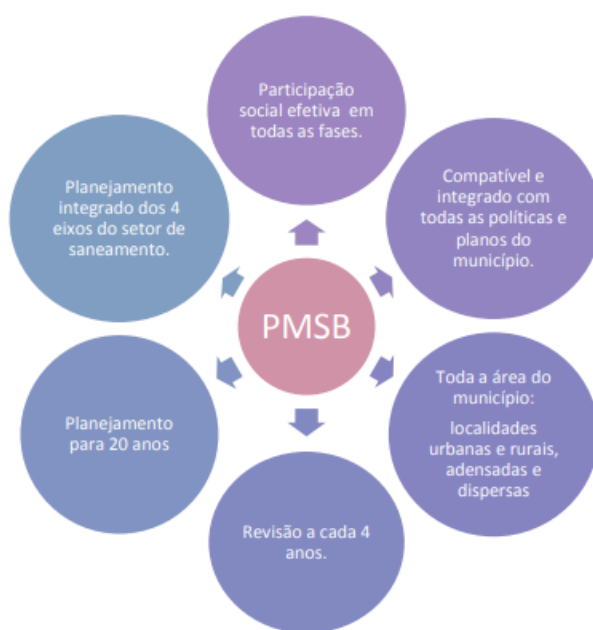 Participação
social efetiva em
todas as fases.
Compatível e
integrado com
todas as políticas e
planos do
município.
Toda a área do
município:
localidades
urbanas e rurais,
adensadas e
dispersas
Revisão a cada 4
anos.
Planejamento
para 20 anos
Planejamento
integrado dos 4
eixos do setor de
saneamento.
PMSB